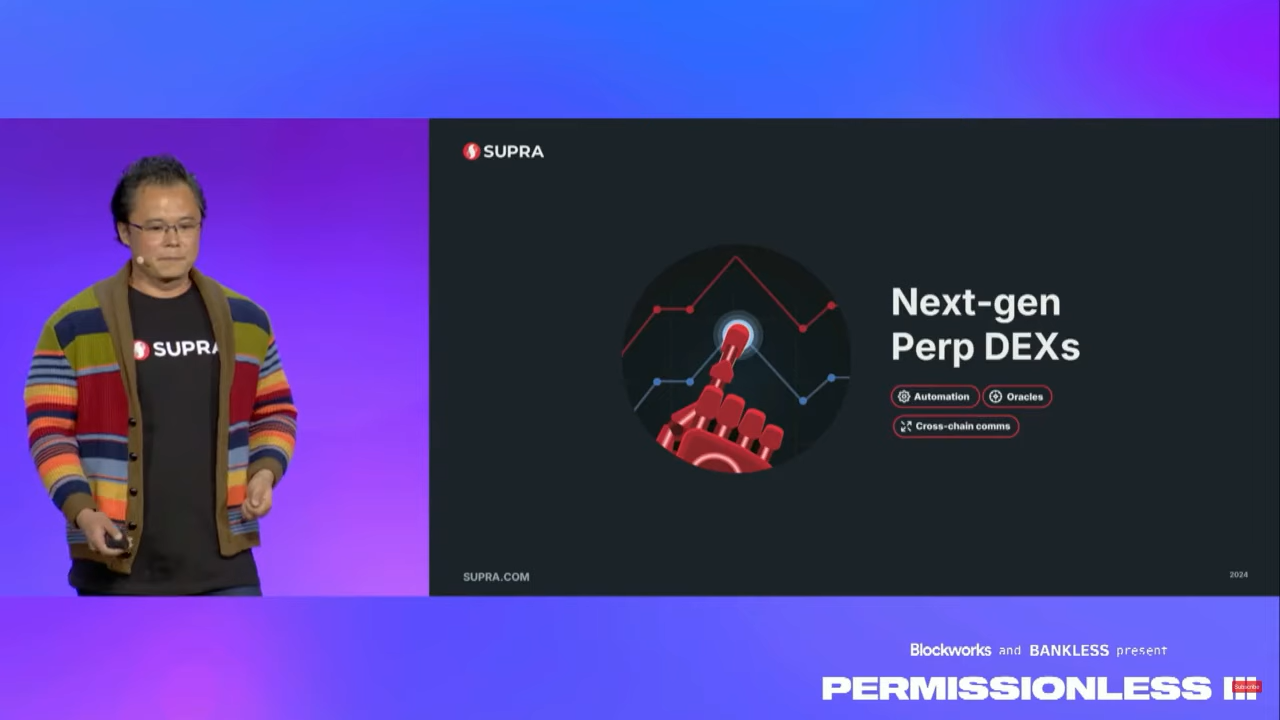 SUPRA
SUPRA
Next-gen
Perp DEXs
Automation
Oracles
Cross-chain comms
SUPRA.COM
2024
Blockworks and BANKLESS present
PERMISSIONLESS III
Subscribe